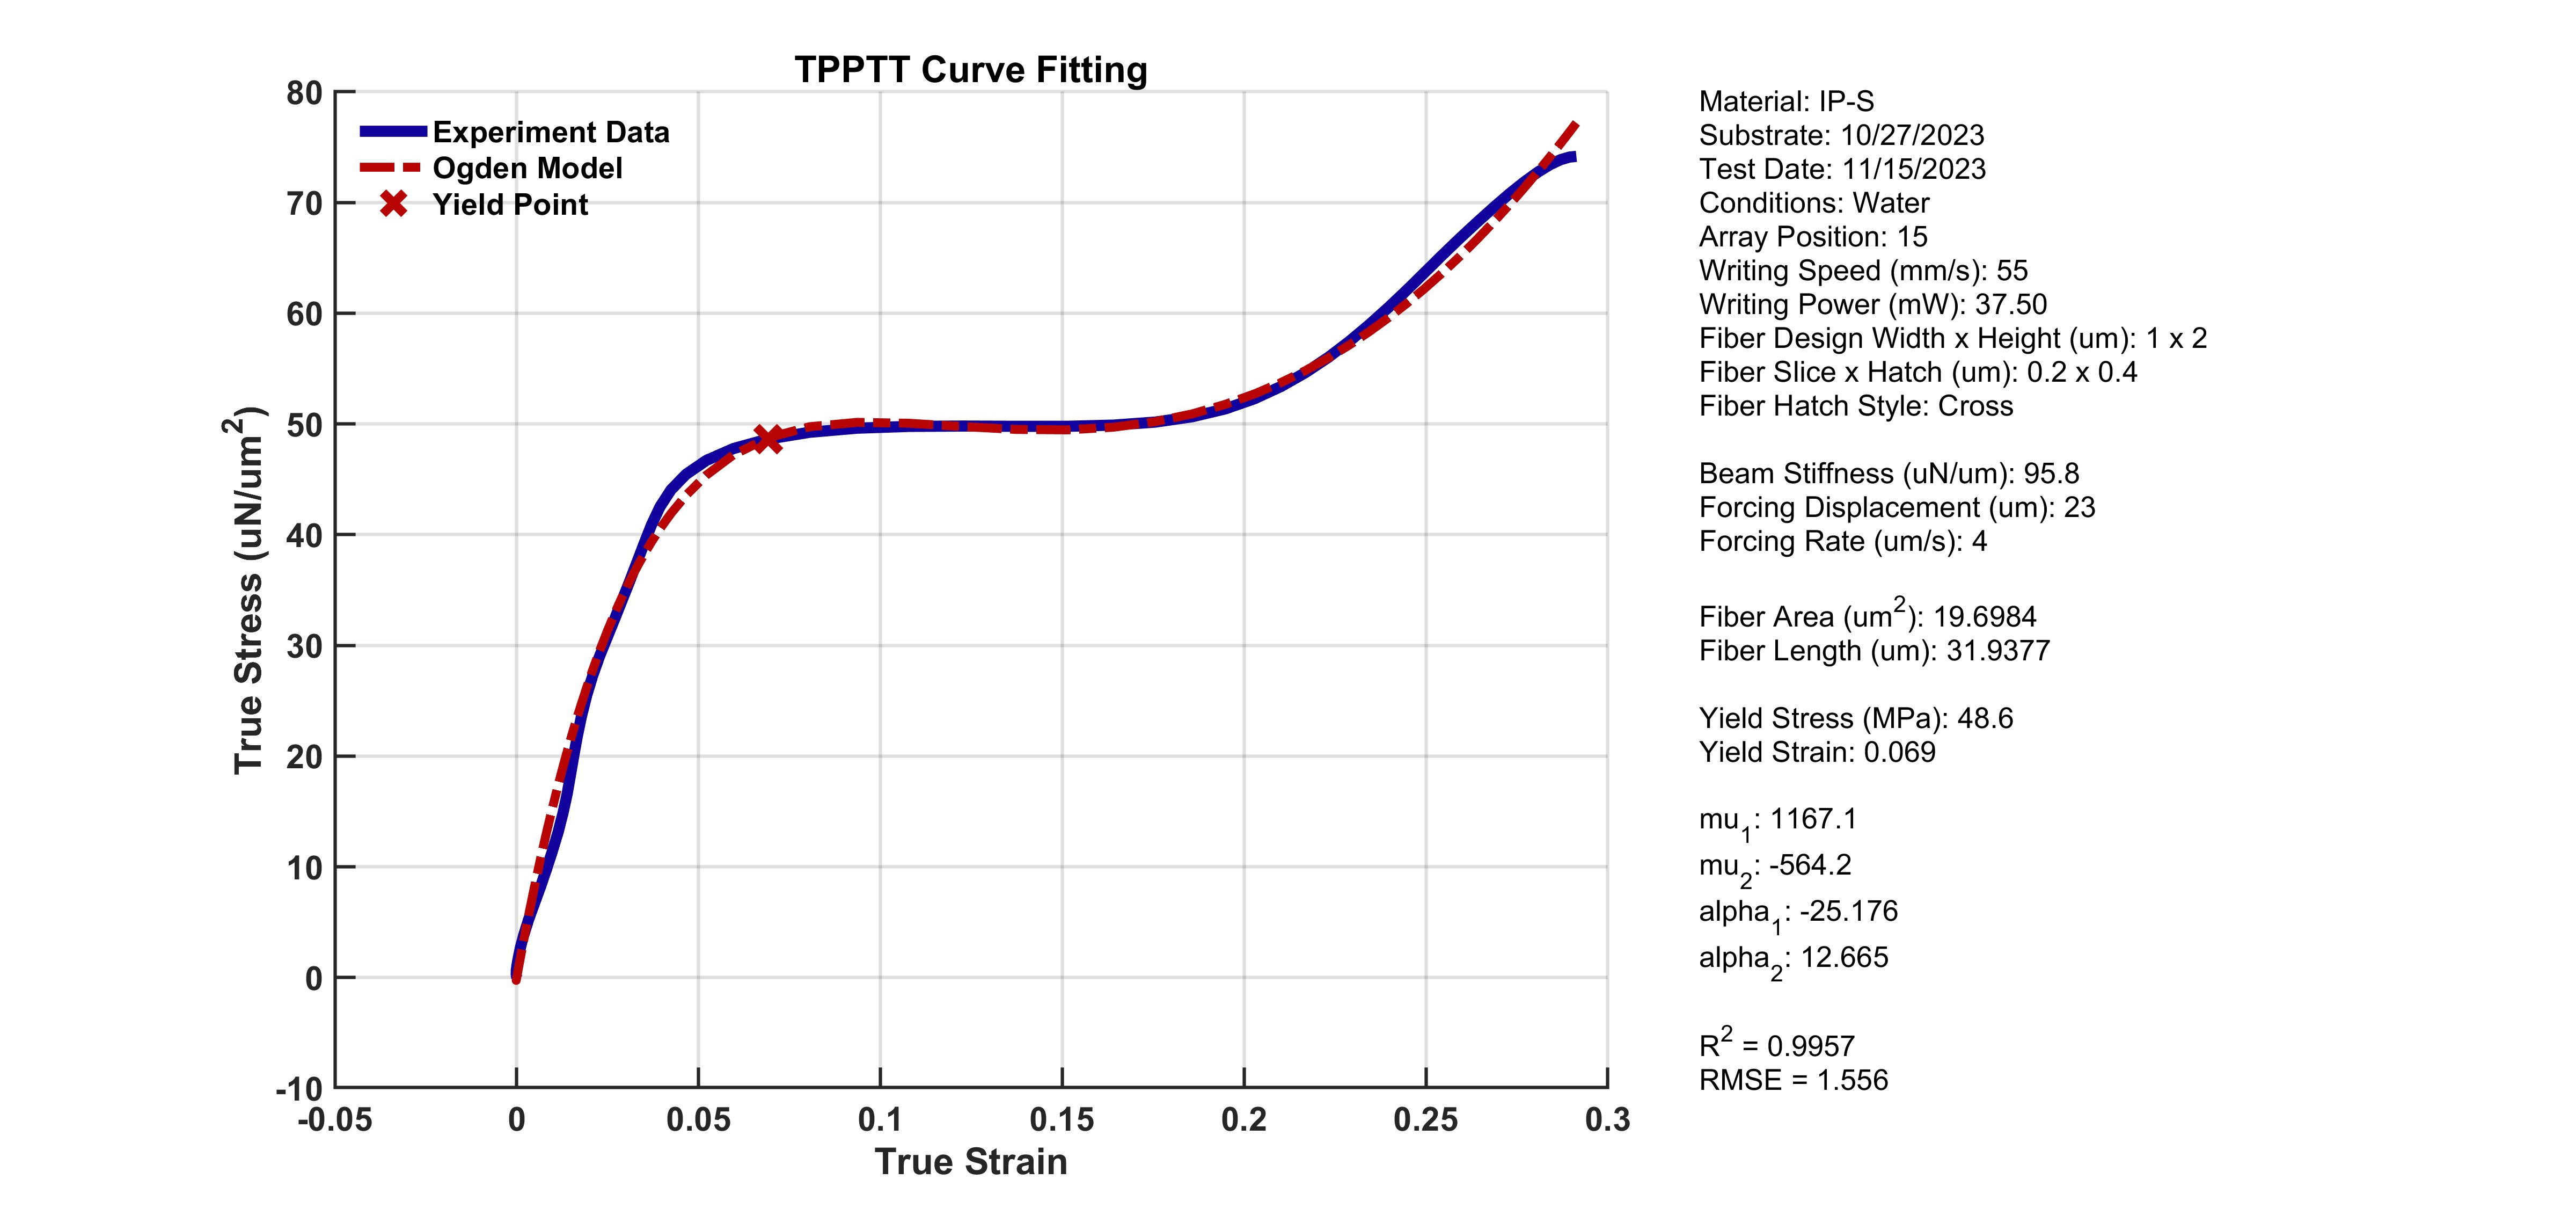 TPPTT Curve Fitting
80
70
60
50
40
30
20
10
0
-10
-0.05
0
0.05
0.1
0.15
0.2
0.25
0.3
True Stress (uN/um²)
True Strain
Experiment Data
Ogden Model
Yield Point
Material: IP-S
Substrate: 10/27/2023
Test Date: 11/15/2023
Conditions: Water
Array Position: 15
Writing Speed (mm/s): 55
Writing Power (mW): 37.50
Fiber Design Width x Height (um): 1 x 2
Fiber Slice x Hatch (um): 0.2 x 0.4
Fiber Hatch Style: Cross
Beam Stiffness (uN/um): 95.8
Forcing Displacement (um): 23
Forcing Rate (um/s): 4
Fiber Area (um²): 19.6984
Fiber Length (um): 31.9377
Yield Stress (MPa): 48.6
Yield Strain: 0.069
mu₁: 1167.1
mu₂: -564.2
alpha₁: -25.176
alpha₂: 12.665
R² = 0.9957
RMSE = 1.556